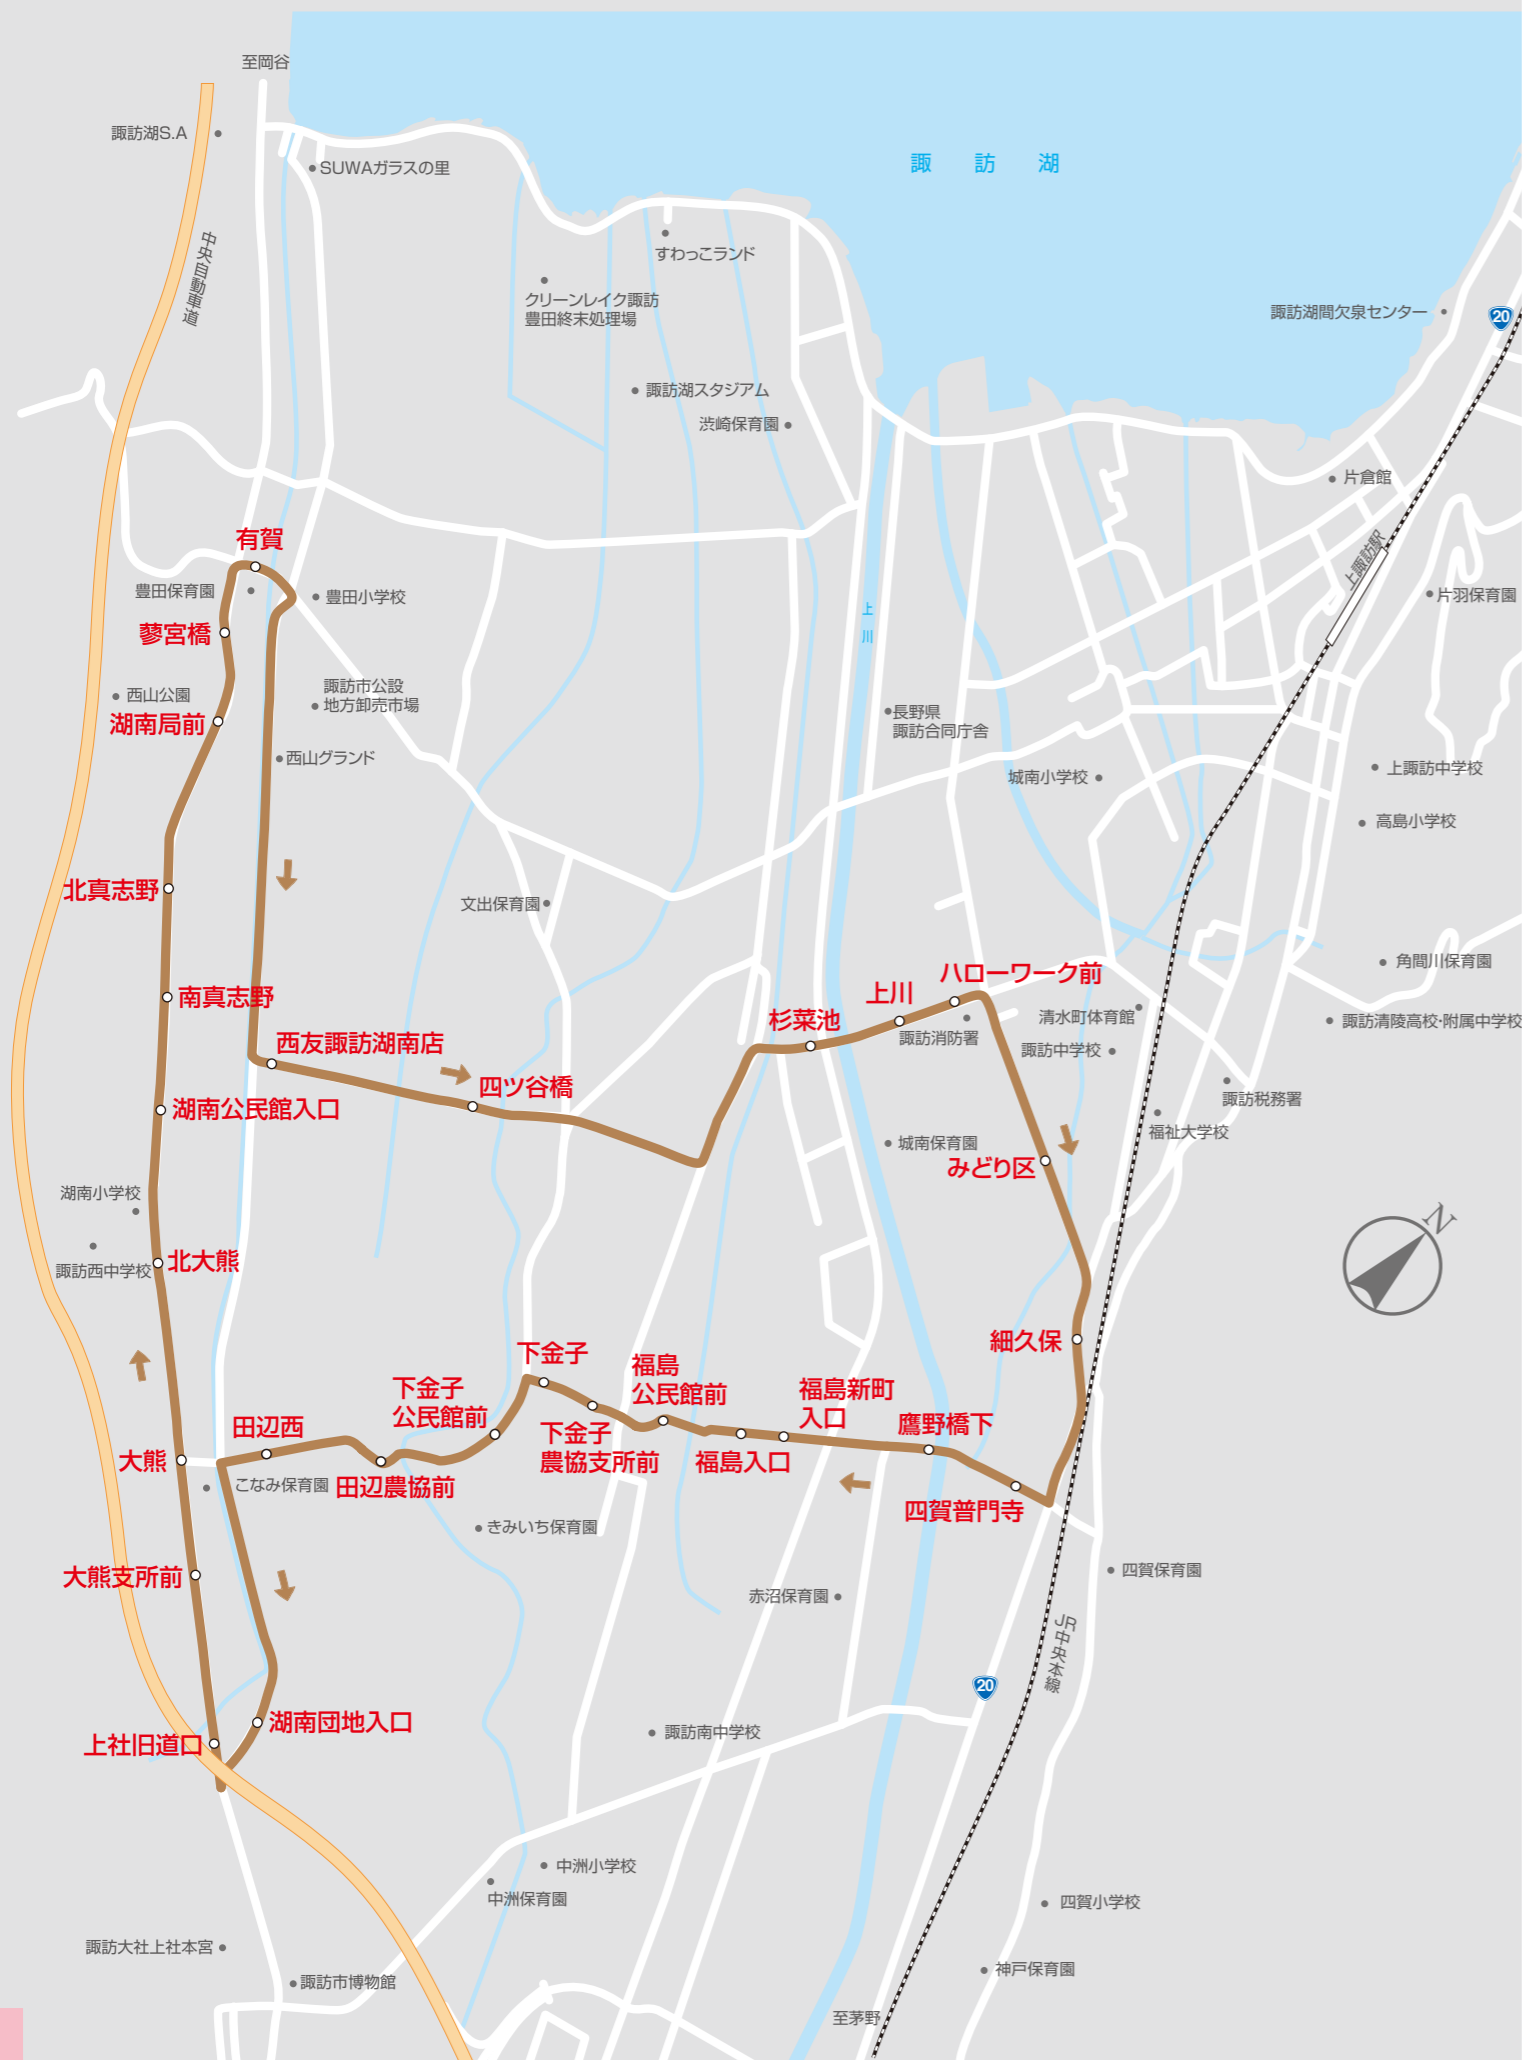 至岡谷
諏訪湖S.A
SUWAガラスの里
諏訪湖
中央自動車道
すわっこランド
クリーンレイク諏訪
豊田終末処理場
諏訪湖間欠泉センター
20
諏訪湖スタジアム
渋崎保育園
片倉館
有賀
上諏訪駅
豊田保育園
豊田小学校
片羽保育園
上川
蓼宮橋
西山公園
諏訪市公設
地方卸売市場
湖南局前
長野県
諏訪合同庁舎
西山グランド
城南小学校
上諏訪中学校
高島小学校
北真志野
文出保育園
角間川保育園
南真志野
上川
ハローワーク前
杉菜池
清水町体育館
諏訪清陵高校・附属中学校
西友諏訪湖南店
諏訪消防署
諏訪中学校
四ツ谷橋
諏訪税務署
湖南公民館入口
福祉大学校
城南保育園
みどり区
湖南小学校
N
北大熊
諏訪西中学校
細久保
下金子
下金子
公民館前
福島
公民館前
福島新町
入口
鷹野橋下
田辺西
下金子
農協支所前
福島入口
大熊
こなみ保育園
田辺農協前
四賀普門寺
きみいち保育園
大熊支所前
四賀保育園
赤沼保育園
JR中央本線
20
湖南団地入口
上社旧道口
諏訪南中学校
中洲小学校
中洲保育園
四賀小学校
諏訪大社上社本宮
諏訪市博物館
神戸保育園
至茅野